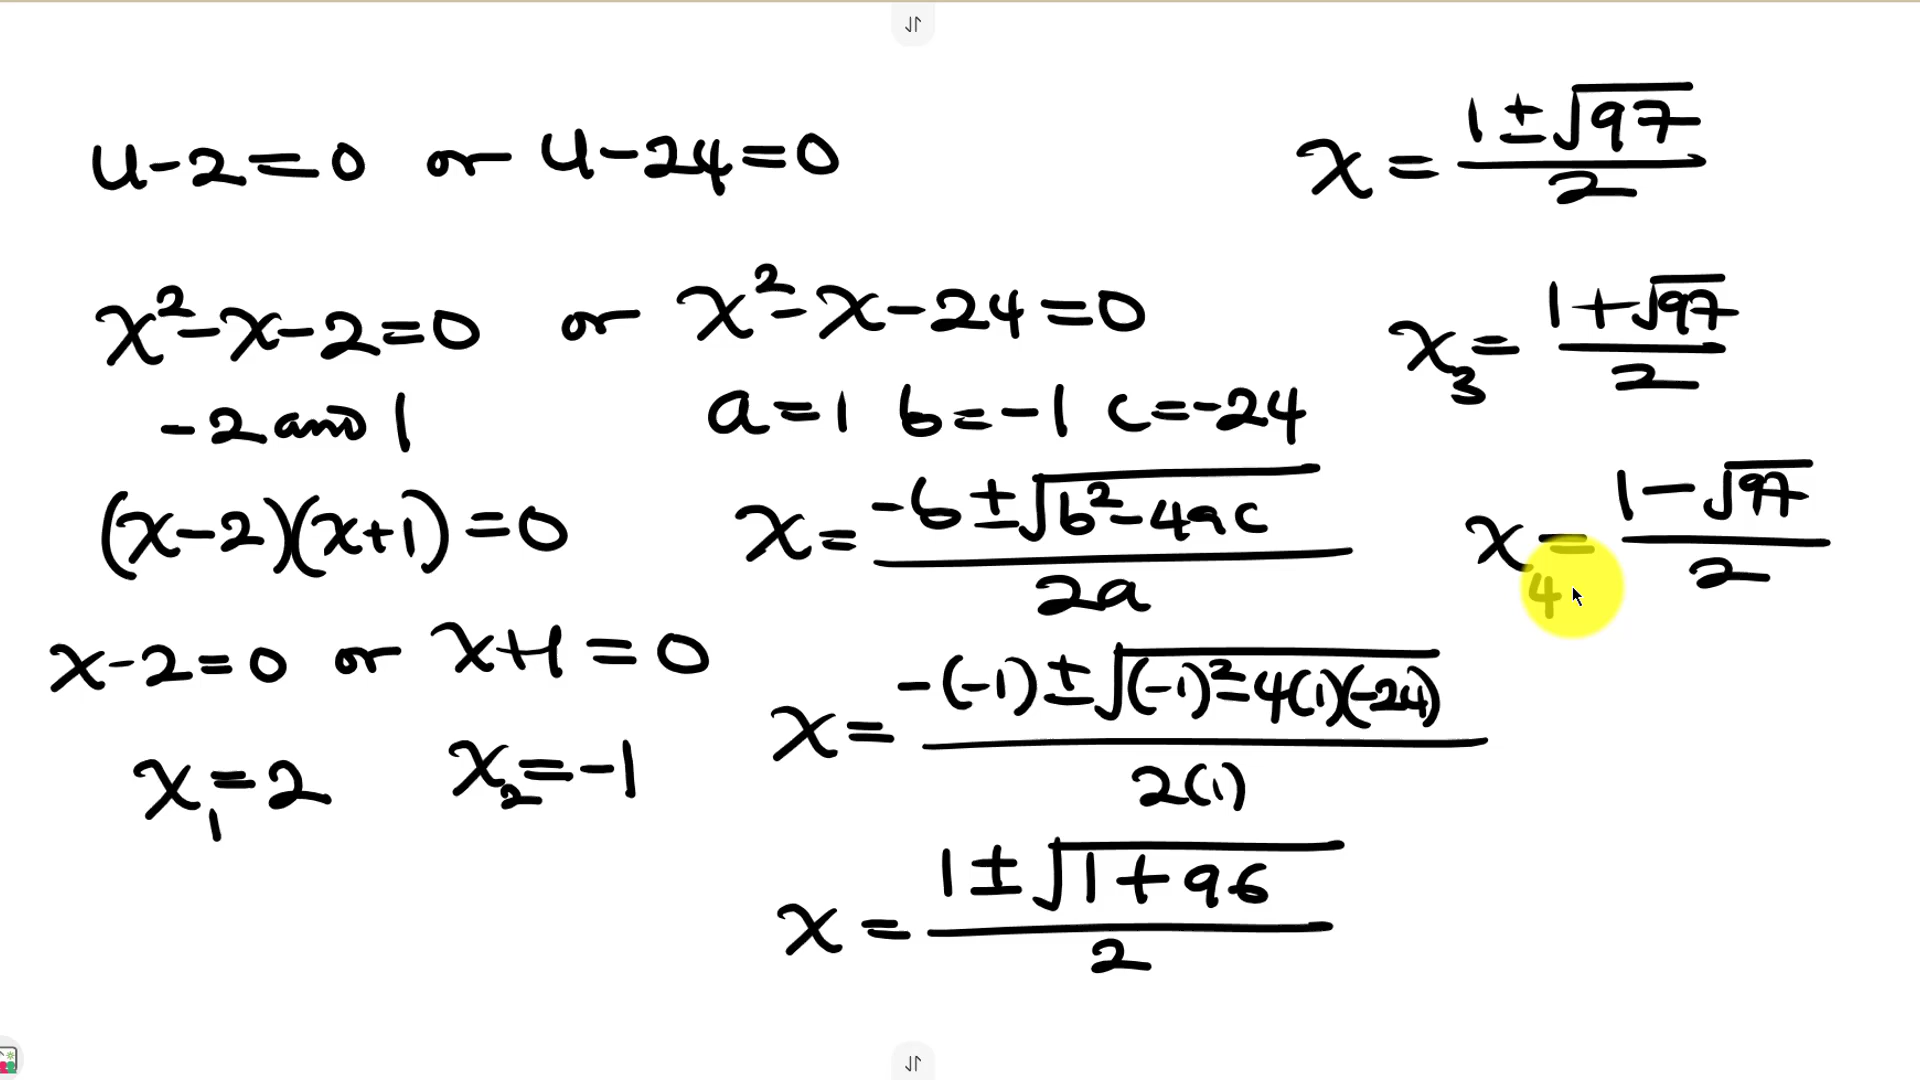 u-2=0 or u-24=0
x²-x-2=0 or x²-x-24=0
-2 and 1
a=1 b=-1 c=-24
(x-2)(x+1)=0
x= (-b±√(b²-4ac))/2a
x-2=0 or x+1=0
x= (-(-1)±√((-1)²-4(1)(-24)))/2(1)
x₁=2 x₂=-1
x= (1±√(1+96))/2
x= (1±√97)/2
x₃= (1+√97)/2
x₄= (1-√97)/2